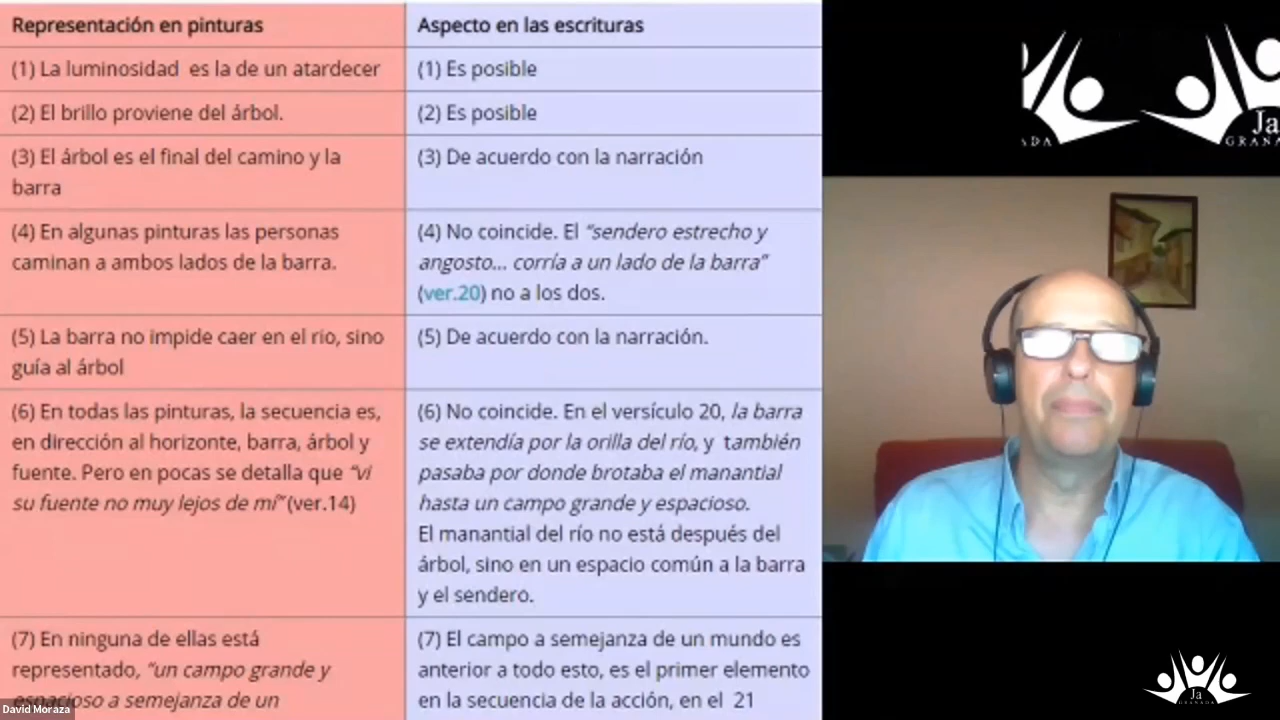 Representación en pinturas
Aspecto en las escrituras
(1) La luminosidad es la de un atardecer
(1) Es posible
(2) El brillo proviene del árbol.
(2) Es posible
(3) El árbol es el final del camino y la
barra
(3) De acuerdo con la narración
(4) En algunas pinturas las personas
caminan a ambos lados de la barra.
(4) No coincide. El “sendero estrecho y
angosto... corría a un lado de la barra”
(ver.20) no a los dos.
(5) La barra no impide caer en el rio, sino
guía al árbol
(5) De acuerdo con la narración.
(6) En todas las pinturas, la secuencia es,
en dirección al horizonte, barra, árbol y
fuente. Pero en pocas se detalla que “vi
su fuente no muy lejos de mí” (ver.14)
(6) No coincide. En el versículo 20, la barra
se extendía por la orilla del río, y también
pasaba por donde brotaba el manantial
hasta un campo grande y espacioso.
El manantial del río no está después del
árbol, sino en un espacio común a la barra
y el sendero.
(7) En ninguna de ellas está
representado, “un campo grande y
espacioso a semejanza de un
(7) El campo a semejanza de un mundo es
anterior a todo esto, es el primer elemento
en la secuencia de la acción, en el 21
David Moraza
ADA
Ja
GRANA
Ja
GRANADA